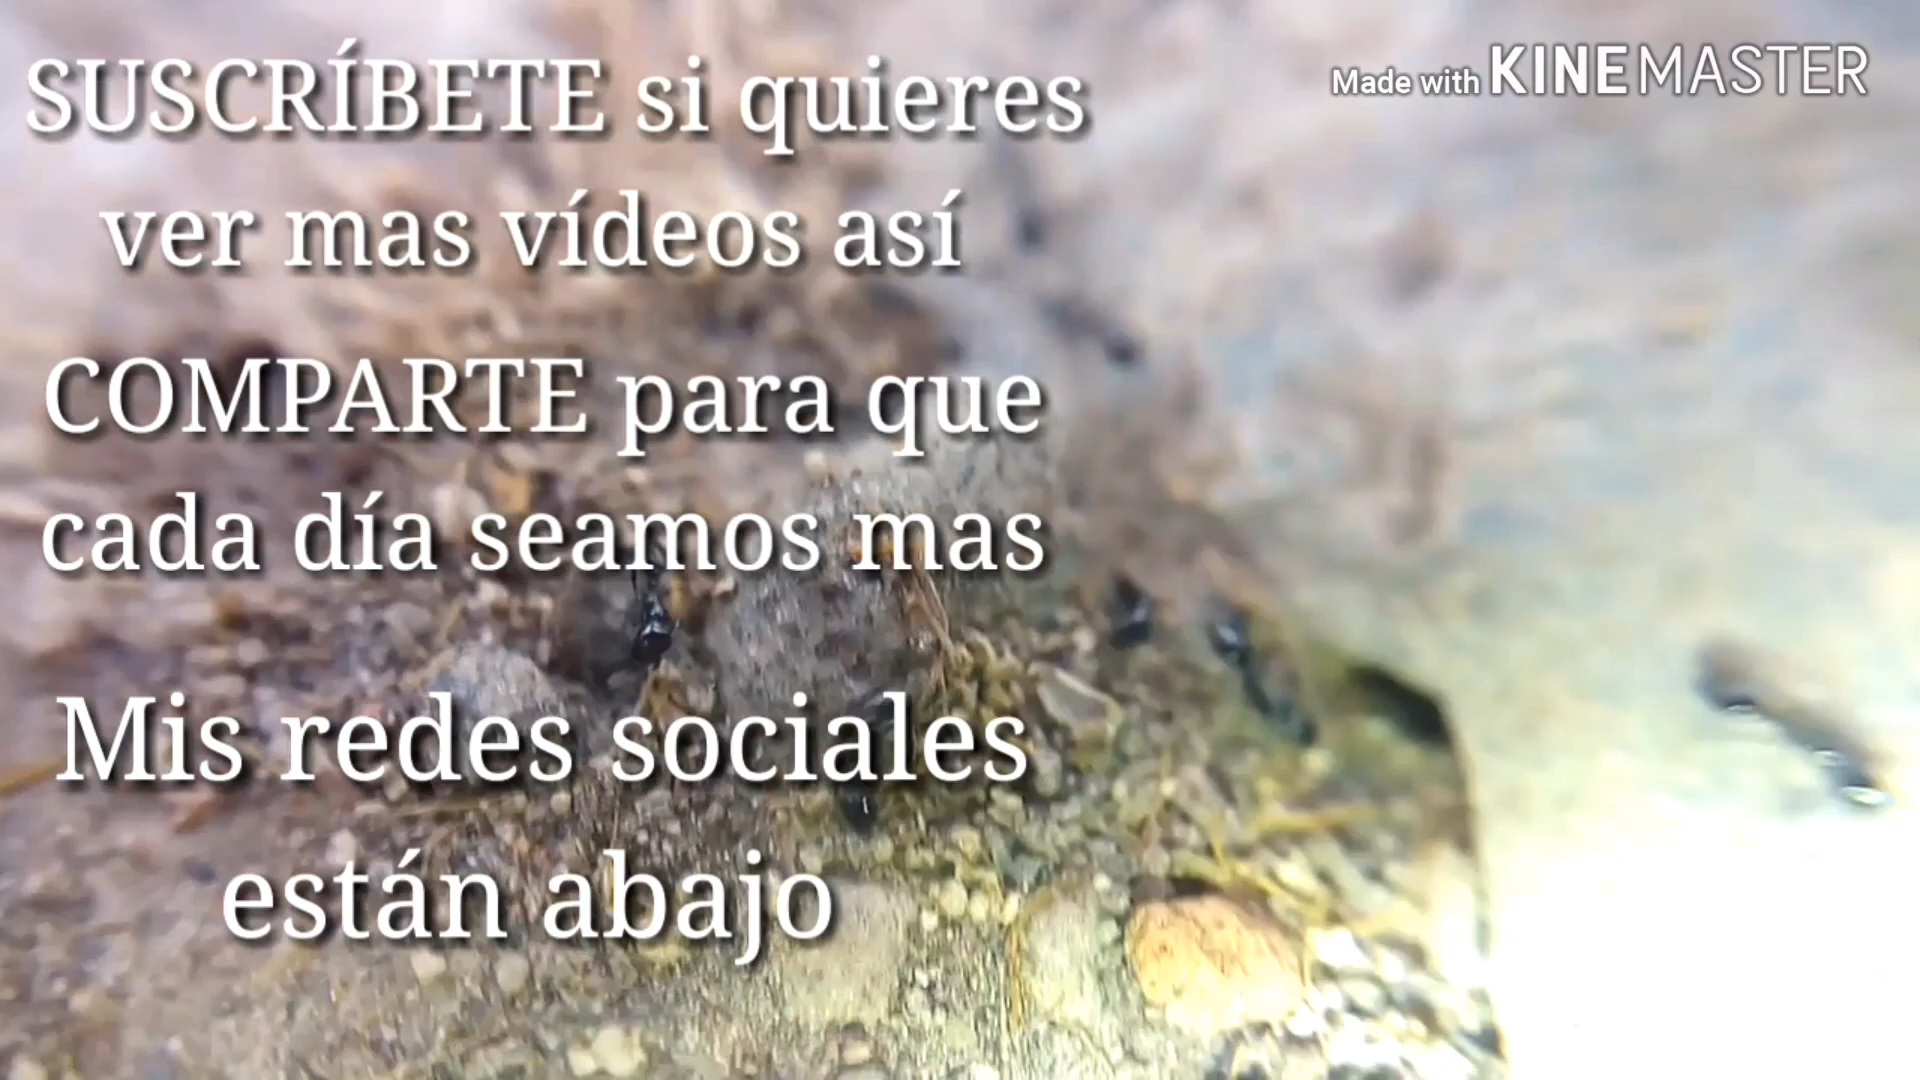 SUSCRÍBETE si quieres
ver mas vídeos así
COMPARTE para que
cada día seamos mas
Mis redes sociales
están abajo
Made with KINEMASTER